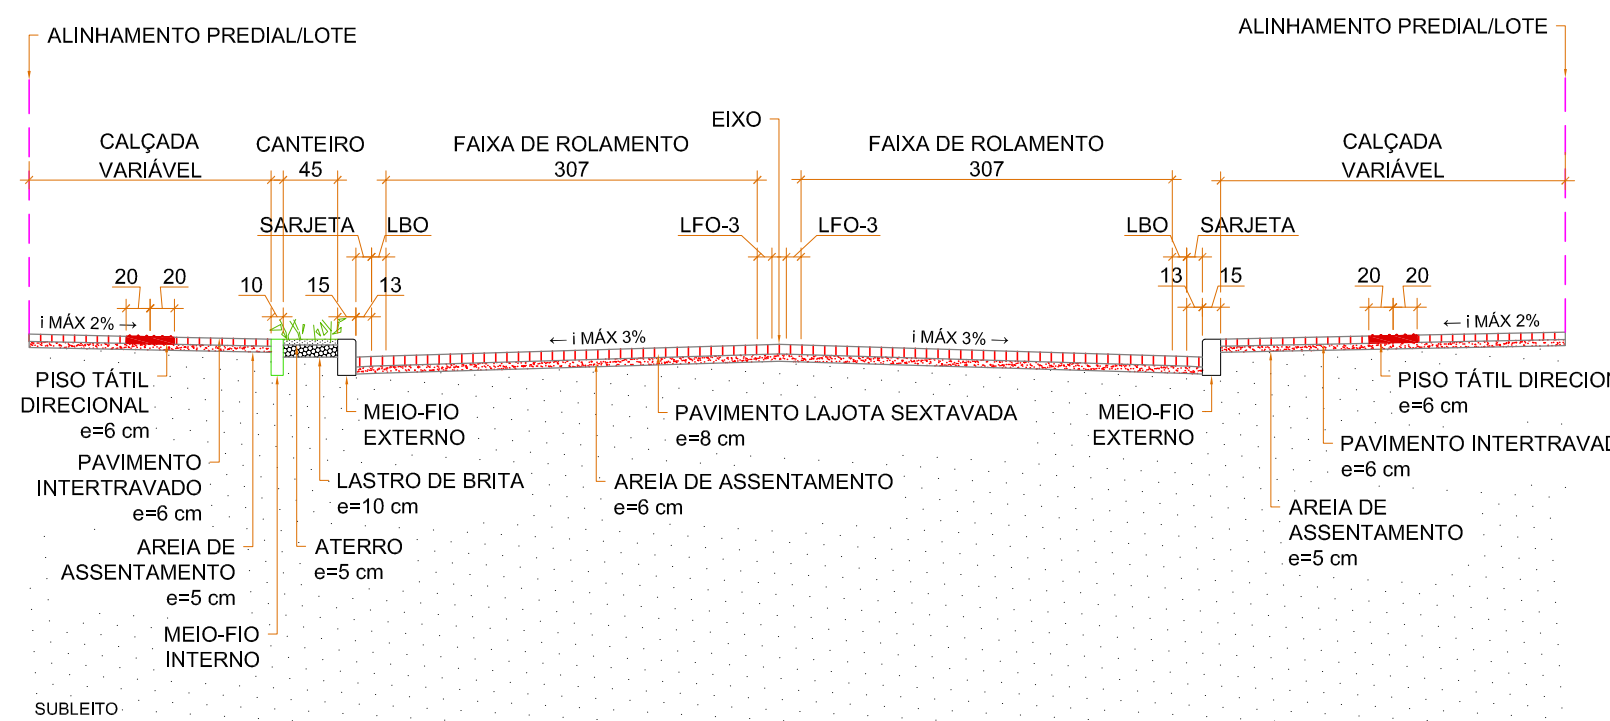 ALINHAMENTO PREDIAL/LOTE
ALINHAMENTO PREDIAL/LOTE
EIXO
CALÇADA
VARIÁVEL
CANTEIRO
45
FAIXA DE ROLAMENTO
307
FAIXA DE ROLAMENTO
307
CALÇADA
VARIÁVEL
SARJETA
LBO
LFO-3
LFO-3
LBO
SARJETA
20
20
10
15
13
13
15
20
20
i MÁX 2% →
← i MÁX 3%
i MÁX 3% →
← i MÁX 2%
PISO TÁTIL
DIRECIONAL
e=6 cm
PAVIMENTO
INTERTRAVADO
e=6 cm
AREIA DE
ASSENTAMENTO
e=5 cm
MEIO-FIO
INTERNO
MEIO-FIO
EXTERNO
LASTRO DE BRITA
e=10 cm
ATERRO
e=5 cm
PAVIMENTO LAJOTA SEXTAVADA
e=8 cm
AREIA DE ASSENTAMENTO
e=6 cm
MEIO-FIO
EXTERNO
PISO TÁTIL DIRECION
e=6 cm
PAVIMENTO INTERTRAVAD
e=6 cm
AREIA DE
ASSENTAMENTO
e=5 cm
SUBLEITO